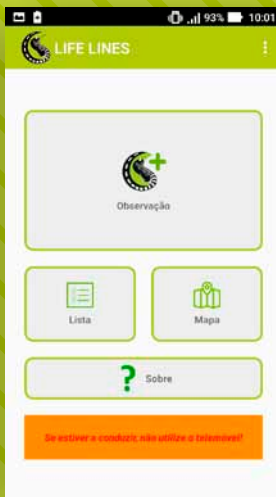 93% 10:01
LIFE LINES
Observação
Lista
Mapa
Sobre
Se estiver a conduzir, não utilize o telemóvel!